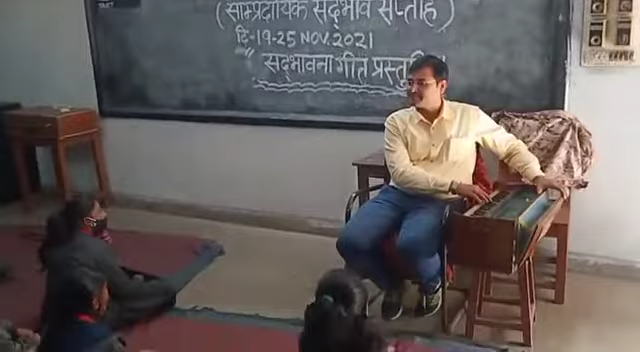 (साम्प्रदायिक सद्भाव सप्ताह)
दि.-19-25 NOV.2021
"सद्भावना गीत प्रस्तुति